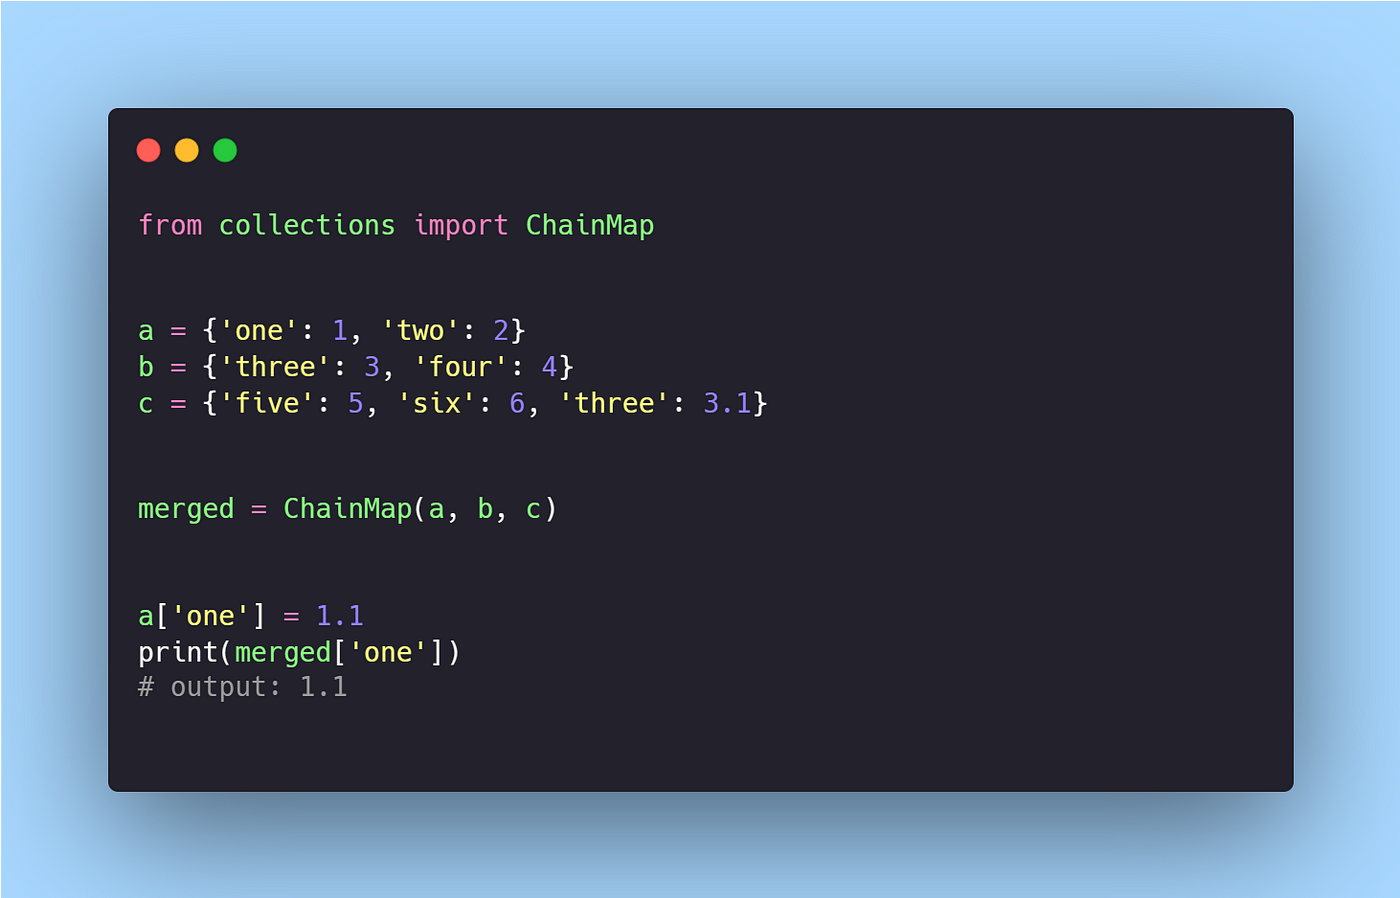 from collections import ChainMap
a = {'one': 1, 'two': 2}
b = {'three': 3, 'four': 4}
c = {'five': 5, 'six': 6, 'three': 3.1}
merged = ChainMap(a, b, c)
a['one'] = 1.1
print(merged['one'])
# output: 1.1